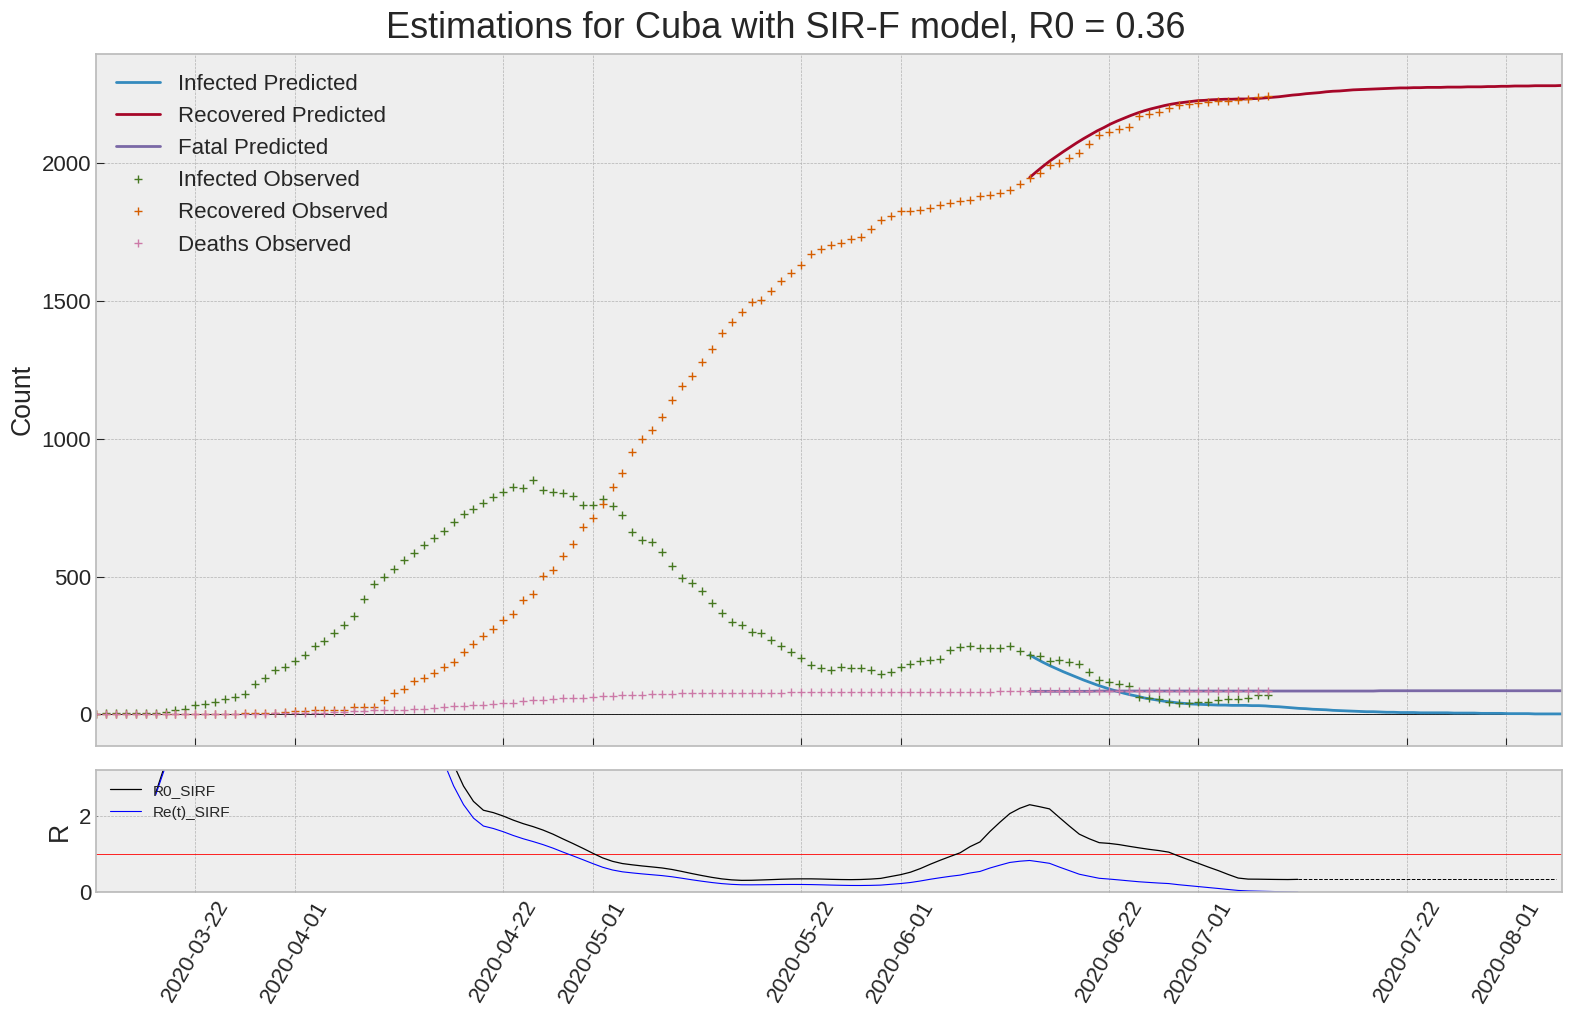 Estimations for Cuba with SIR-F model, R0 = 0.36
Infected Predicted
Recovered Predicted
Fatal Predicted
Infected Observed
Recovered Observed
Deaths Observed
2000
1500
1000
500
0
Count
R0_SIRF
Re(t)_SIRF
2
0
R
2020-03-22
2020-04-01
2020-04-22
2020-05-01
2020-05-22
2020-06-01
2020-06-22
2020-07-01
2020-07-22
2020-08-01